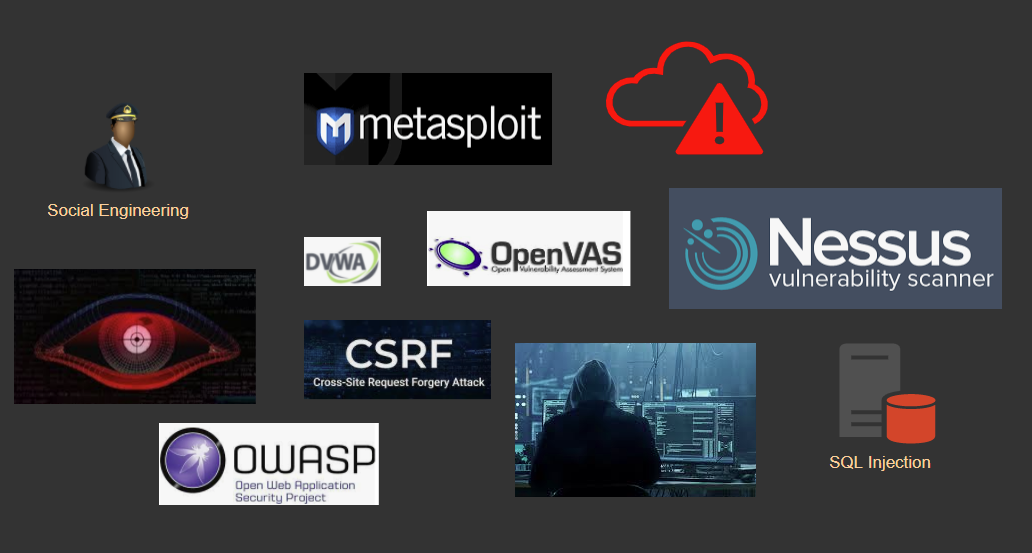 metasploit
!
Social Engineering
Nessus
vulnerability scanner
OpenVAS
Open Vulnerability Assessment System
DVWA
CSRF
Cross-Site Request Forgery Attack
OWASP
Open Web Application
Security Project
SQL Injection